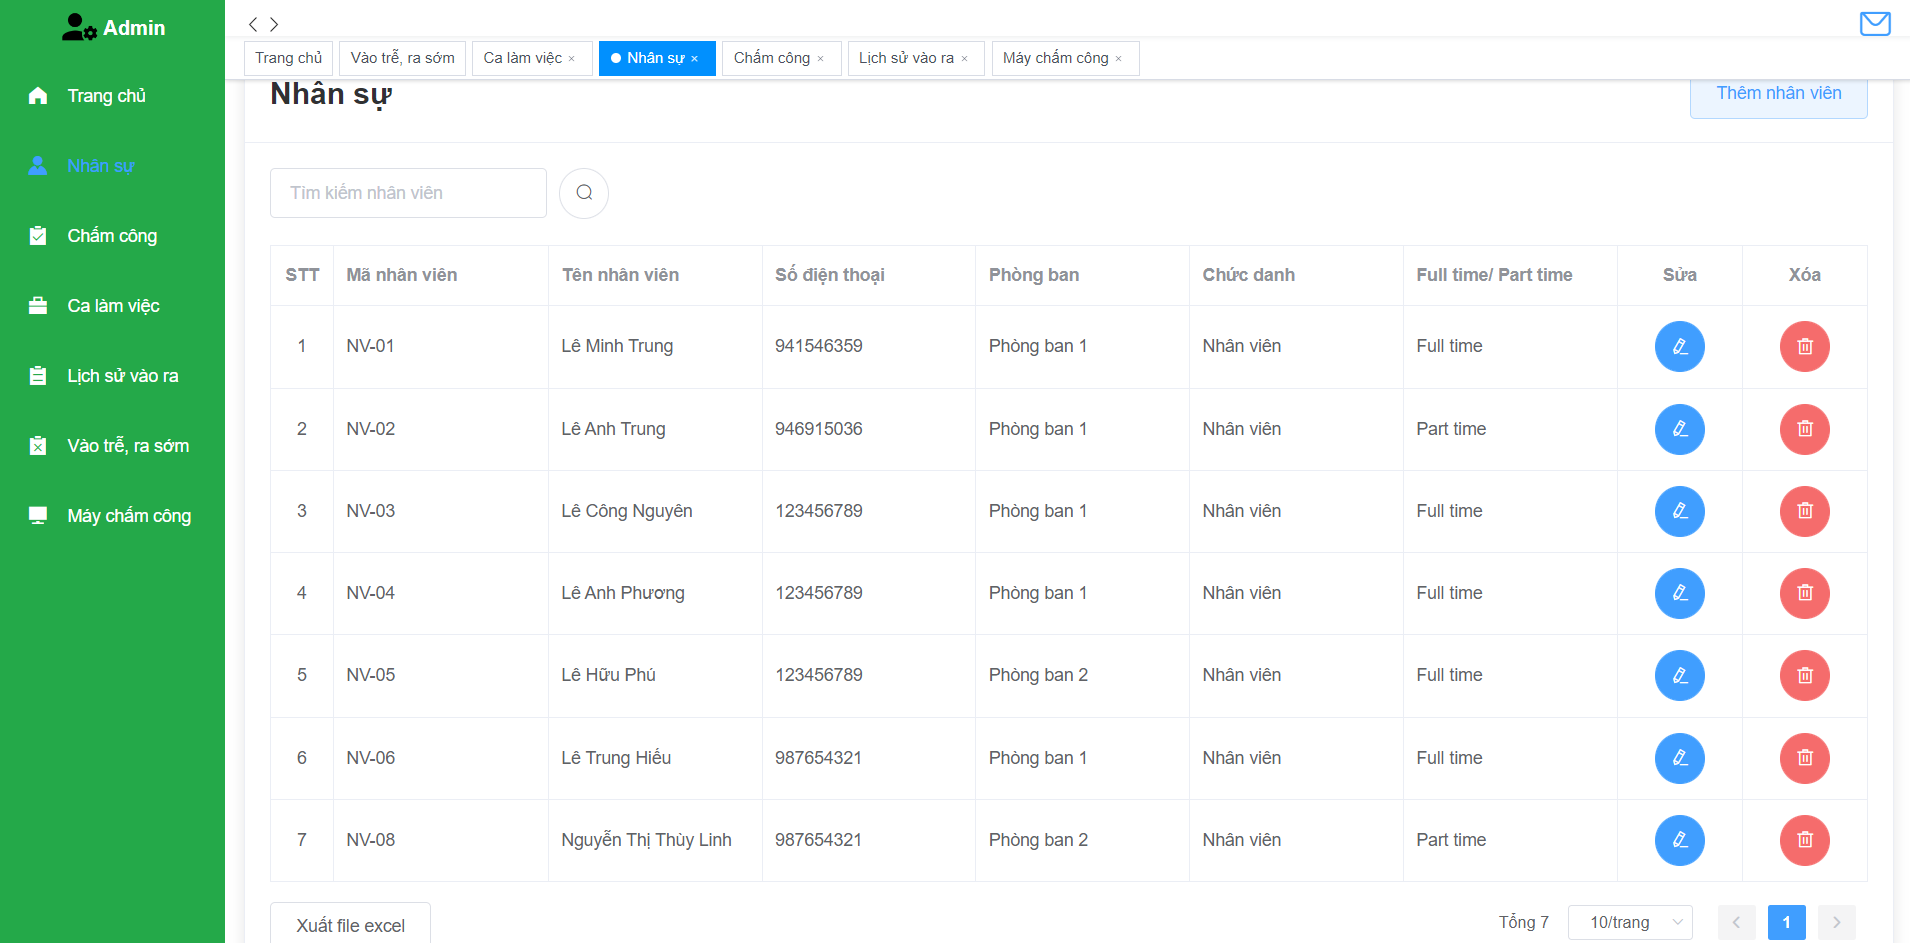 Admin
Trang chủ
Nhân sự
Chấm công
Ca làm việc
Lịch sử vào ra
Vào trễ, ra sớm
Máy chấm công
Trang chủ Vào trễ, ra sớm Ca làm việc × Nhân sự × Chấm công × Lịch sử vào ra × Máy chấm công ×
Nhân sự Thêm nhân viên
Tìm kiếm nhân viên
STT Mã nhân viên Tên nhân viên Số điện thoại Phòng ban Chức danh Full time/ Part time Sửa Xóa
1 NV-01 Lê Minh Trung 941546359 Phòng ban 1 Nhân viên Full time
2 NV-02 Lê Anh Trung 946915036 Phòng ban 1 Nhân viên Part time
3 NV-03 Lê Công Nguyên 123456789 Phòng ban 1 Nhân viên Full time
4 NV-04 Lê Anh Phương 123456789 Phòng ban 1 Nhân viên Full time
5 NV-05 Lê Hữu Phú 123456789 Phòng ban 2 Nhân viên Full time
6 NV-06 Lê Trung Hiếu 987654321 Phòng ban 1 Nhân viên Full time
7 NV-08 Nguyễn Thị Thùy Linh 987654321 Phòng ban 2 Nhân viên Part time
Xuất file excel Tổng 7 10/trang 1